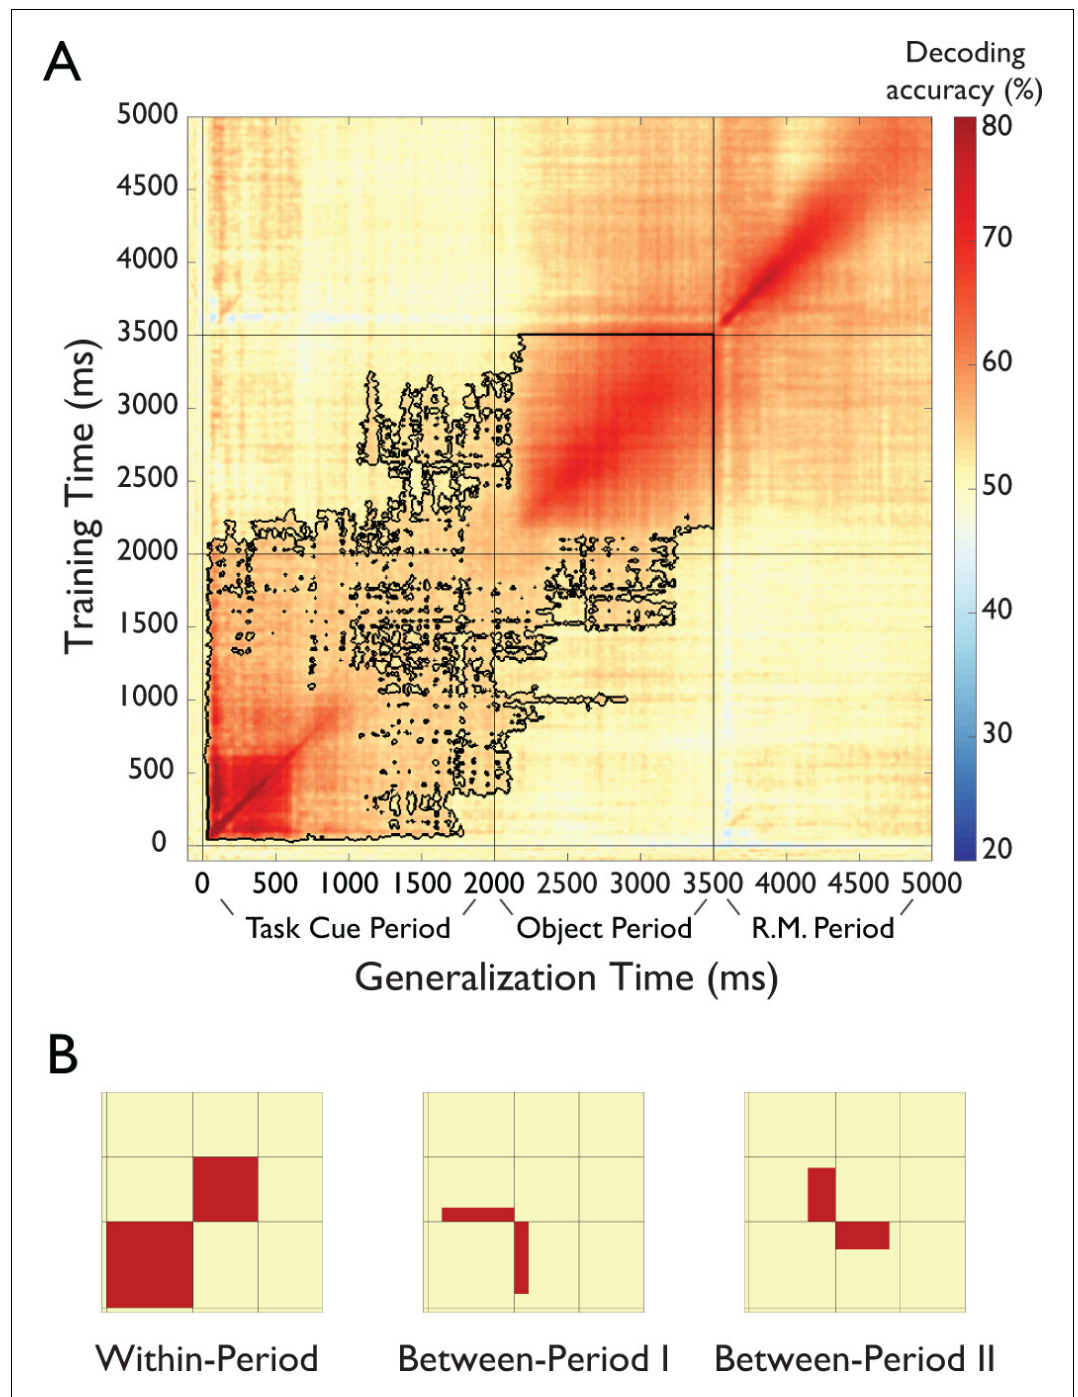 A
Decoding
accuracy (%)
5000
4500
4000
3500
3000
2500
2000
1500
1000
500
0
Training Time (ms)
80
70
60
50
40
30
20
0 500 1000 1500 2000 2500 3000 3500 4000 4500 5000
Task Cue Period Object Period R.M. Period
Generalization Time (ms)
B
Within-Period Between-Period I Between-Period II